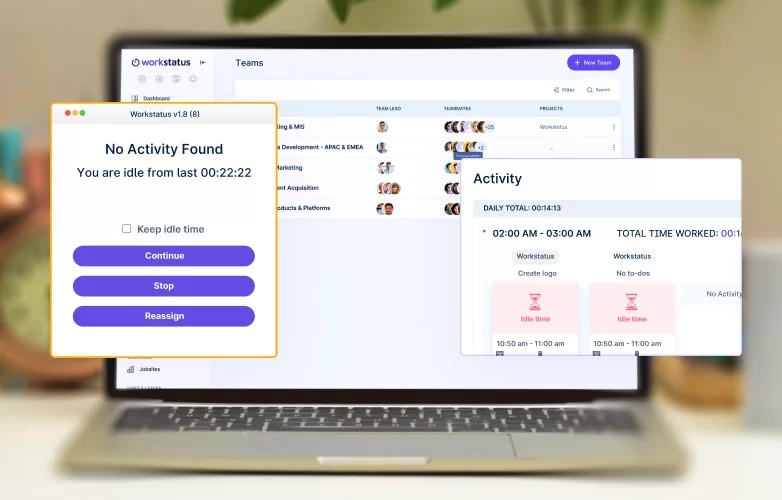 workstatus
Teams
+ New Team
Dashboard
Filter
Search
TEAM LEAD
TEAMMATES
PROJECTS
ing & MIS
+25
Workstatus
s Development - APAC & EMEA
+2
-
Marketing
ent Acquisition
oducts & Platforms
Jobsites
Workstatus v1.8 (8)
No Activity Found
You are idle from last 00:22:22
Keep idle time
Continue
Stop
Reassign
Activity
DAILY TOTAL: 00:14:13
02:00 AM - 03:00 AM
TOTAL TIME WORKED: 00:1
Workstatus
Workstatus
Create logo
No to-dos
Idle time
Idle time
No Activity
10:50 am - 11:00 am
10:50 am - 11:00 am